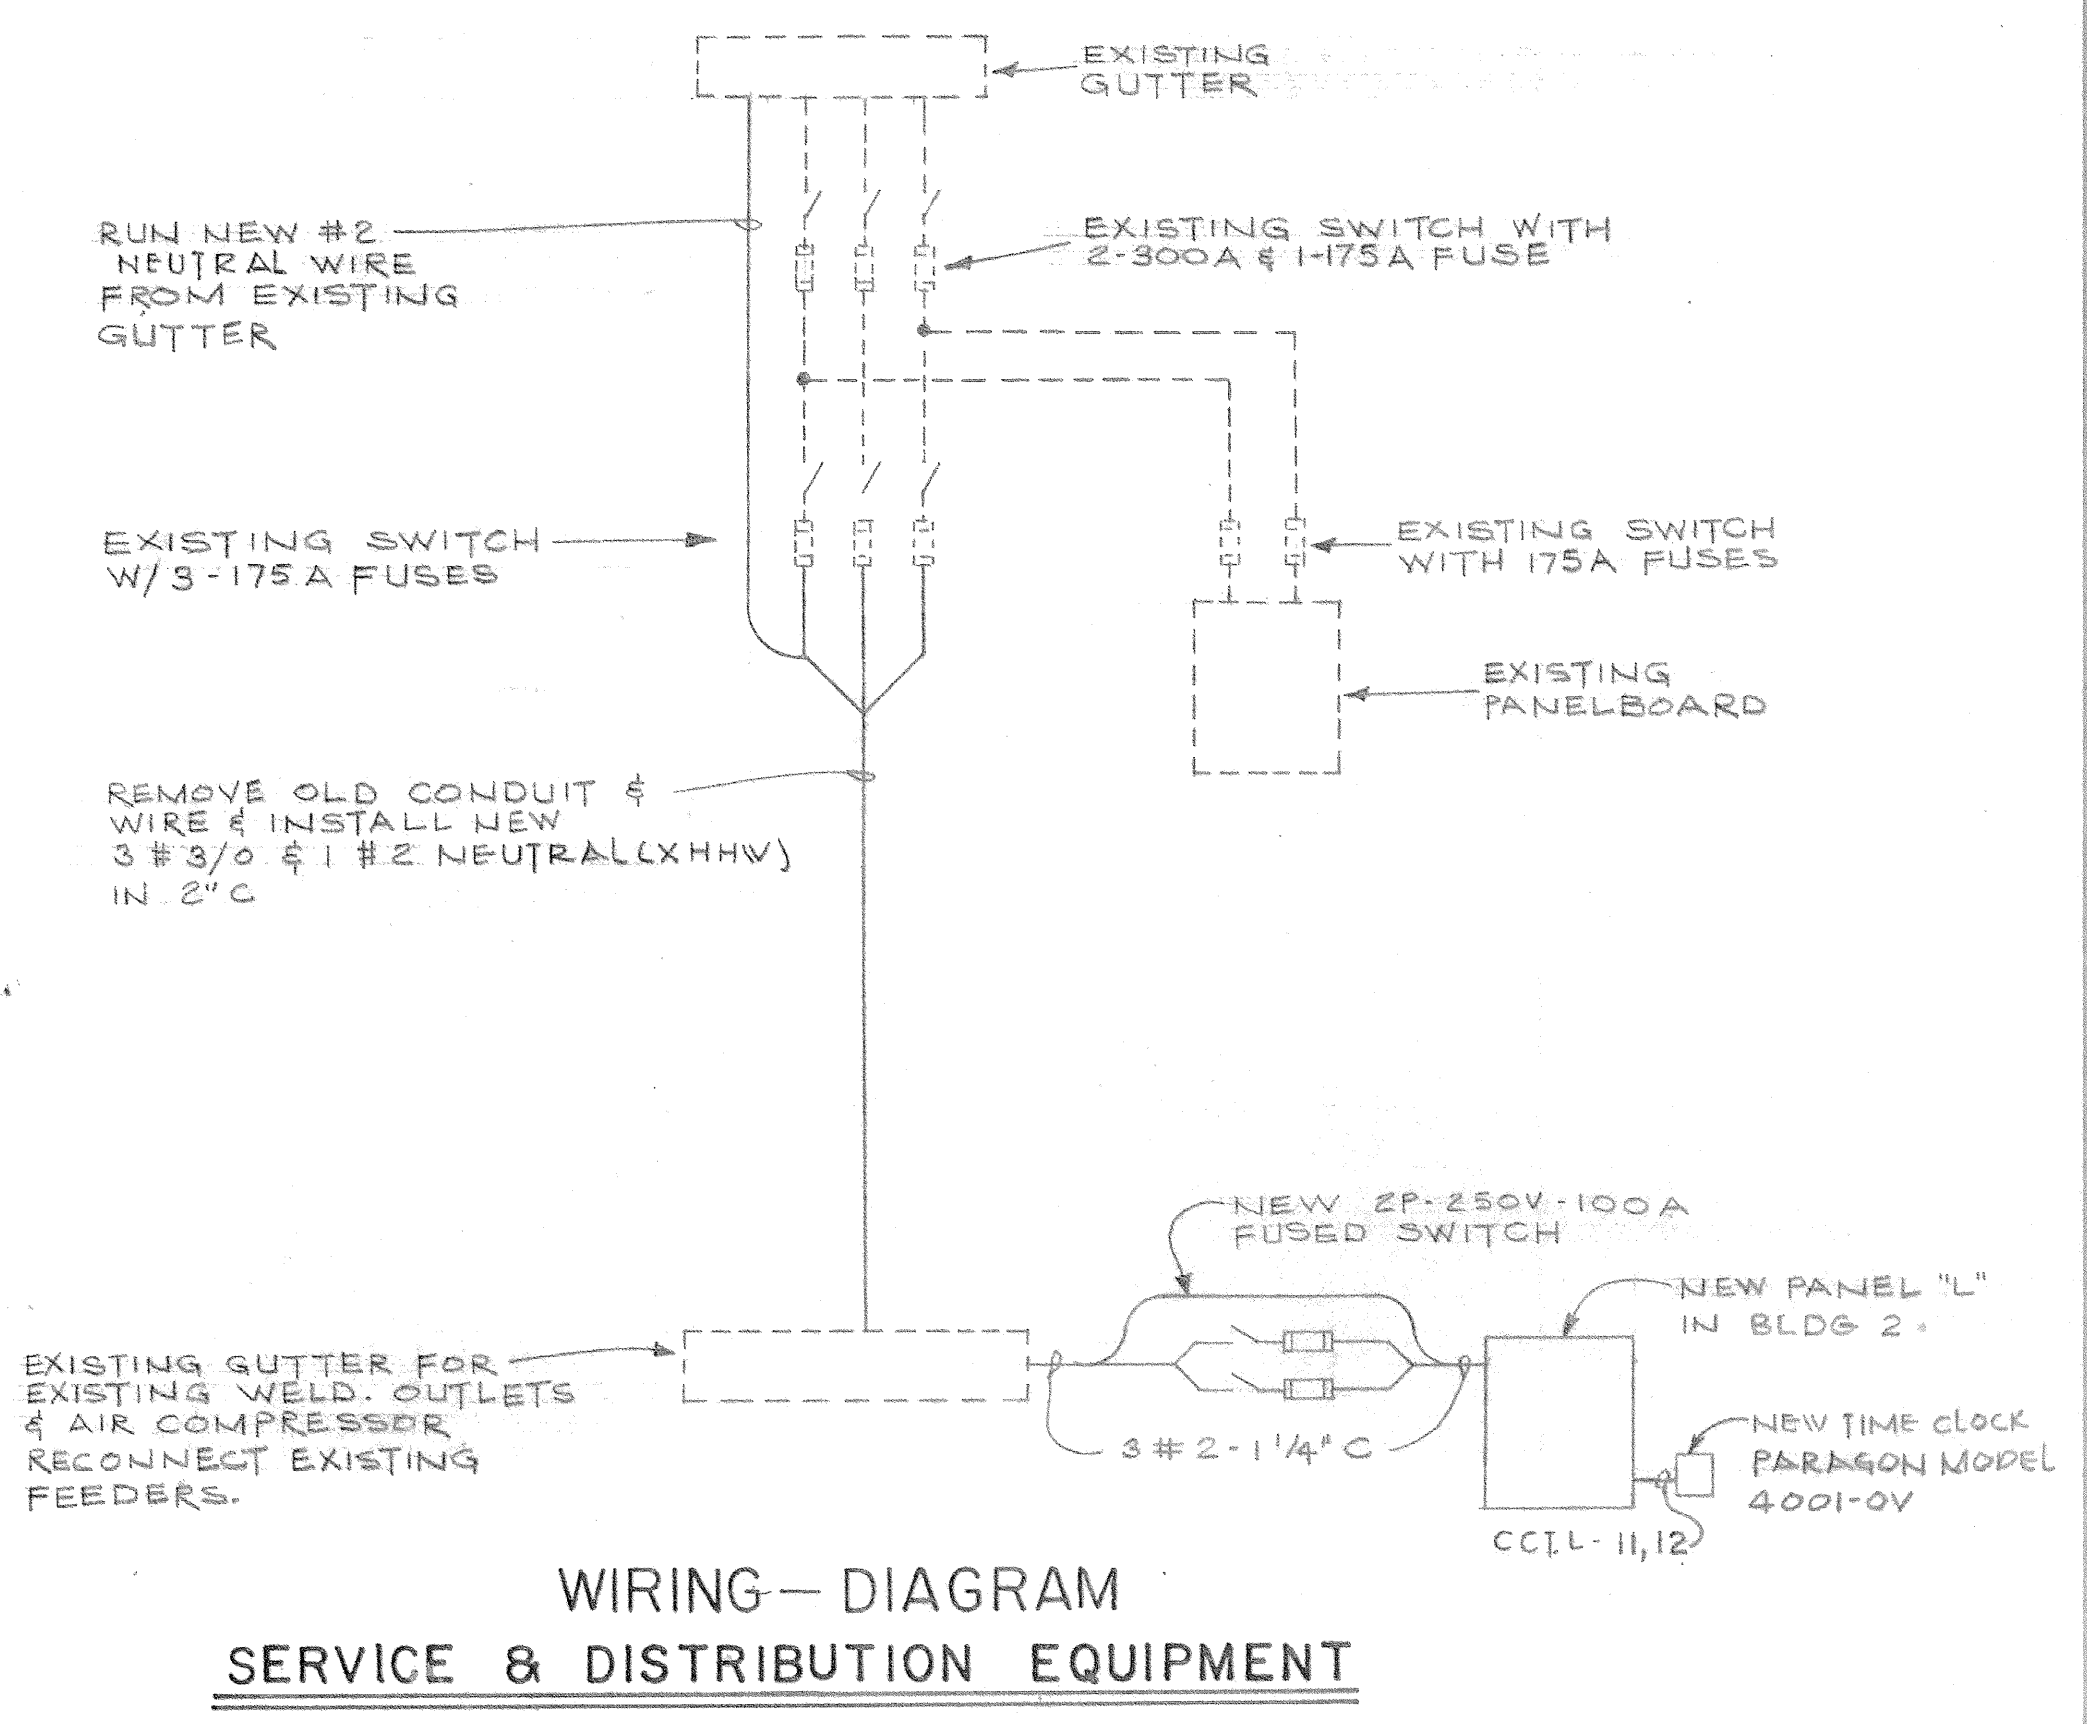 EXISTING
GUTTER
RUN NEW #2
NEUTRAL WIRE
FROM EXISTING
GUTTER
EXISTING SWITCH WITH
2-300A & 1-175A FUSE
EXISTING SWITCH
W/3-175A FUSES
EXISTING SWITCH
WITH 175A FUSES
EXISTING
PANELBOARD
REMOVE OLD CONDUIT &
WIRE & INSTALL NEW
3 #3/0 & 1 #2 NEUTRAL(XHHW)
IN 2"C
NEW 2P-250V-100A
FUSED SWITCH
NEW PANEL "L"
IN BLDG 2.
EXISTING GUTTER FOR
EXISTING WELD. OUTLETS
& AIR COMPRESSOR
RECONNECT EXISTING
FEEDERS.
3 #2-1 1/4" C
NEW TIME CLOCK
PARAGON MODEL
4001-0V
CCT.L-11,12
WIRING-DIAGRAM
SERVICE & DISTRIBUTION EQUIPMENT